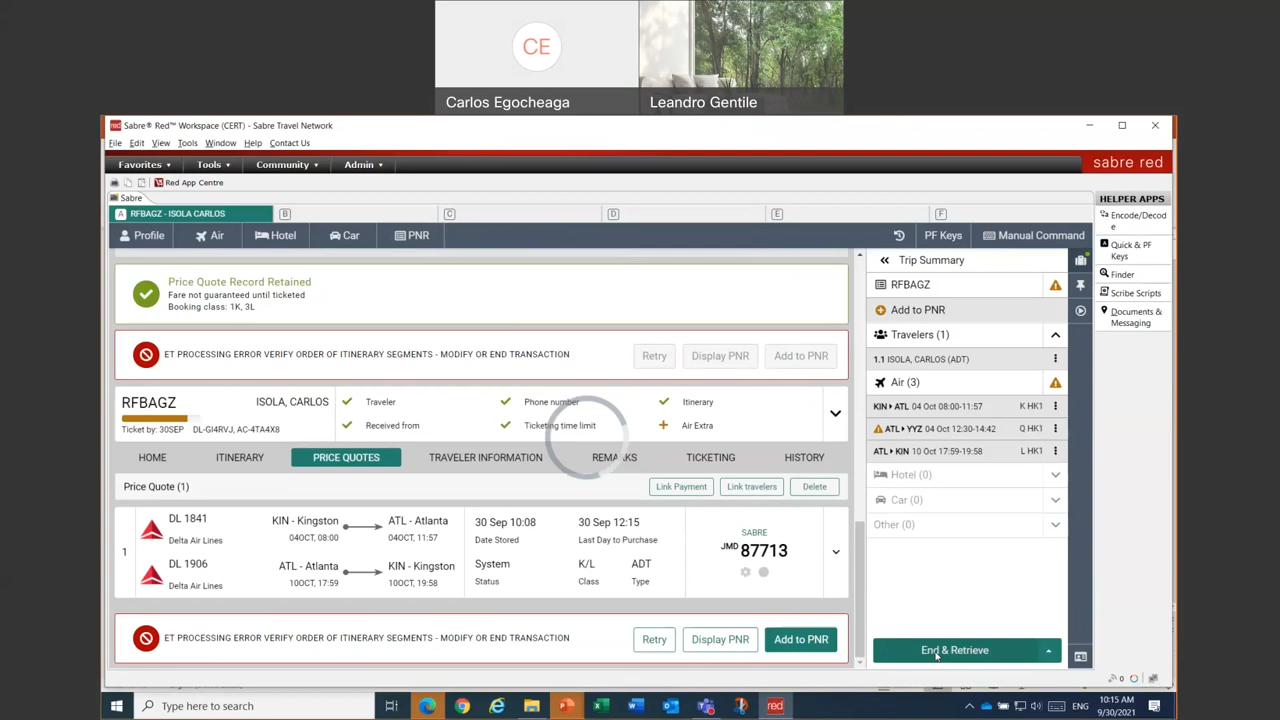 CE
Carlos Egocheaga
Leandro Gentile
red Sabre® Red™ Workspace (CERT) - Sabre Travel Network
File Edit View Tools Window Help Contact Us
Favorites Tools Community Admin
sabre red
Red App Centre
Sabre
HELPER APPS
A RFBAGZ - ISOLA CARLOS B C D E F
Encode/Decod
e
Profile Air Hotel Car PNR PF Keys Manual Command
Quick & PF
Keys
Finder
Scribe Scripts
Documents &
Messaging
Price Quote Record Retained
Fare not guaranteed until ticketed
Booking class: 1K, 3L
ET PROCESSING ERROR VERIFY ORDER OF ITINERARY SEGMENTS - MODIFY OR END TRANSACTION Retry Display PNR Add to PNR
RFBAGZ ISOLA, CARLOS
Ticket by: 30SEP DL-GI4RVJ, AC-4TA4X8
Traveler Phone number Itinerary
Received from Ticketing time limit Air Extra
HOME ITINERARY PRICE QUOTES TRAVELER INFORMATION REMARKS TICKETING HISTORY
Price Quote (1) Link Payment Link travelers Delete
1
DL 1841
Delta Air Lines
KIN - Kingston ATL - Atlanta
04OCT, 08:00 04OCT, 11:57
DL 1906
Delta Air Lines
ATL - Atlanta KIN - Kingston
10OCT, 17:59 10OCT, 19:58
30 Sep 10:08 30 Sep 12:15
Date Stored Last Day to Purchase
System K/L ADT
Status Class Type
SABRE
JMD 87713
ET PROCESSING ERROR VERIFY ORDER OF ITINERARY SEGMENTS - MODIFY OR END TRANSACTION Retry Display PNR Add to PNR
Trip Summary
RFBAGZ
Add to PNR
Travelers (1)
1.1 ISOLA, CARLOS (ADT)
Air (3)
KIN ATL 04 Oct 08:00-11:57 K HK1
ATL YYZ 04 Oct 12:30-14:42 Q HK1
ATL KIN 10 Oct 17:59-19:58 L HK1
Hotel (0)
Car (0)
Other (0)
End & Retrieve
0
Type here to search
ENG
10:15 AM
9/30/2021